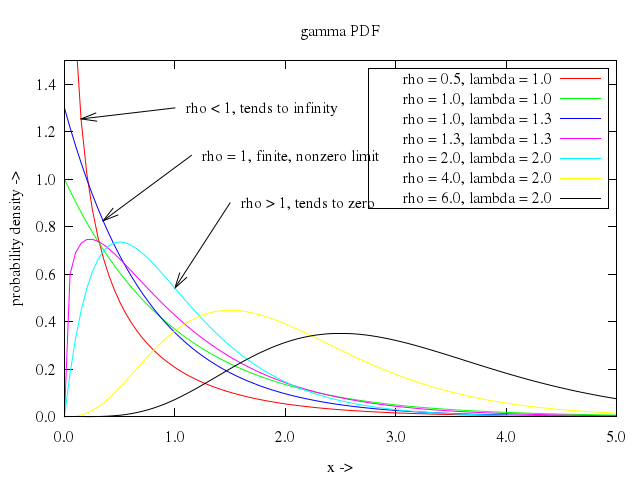 gamma PDF
1.4
1.2
1.0
0.8
0.6
0.4
0.2
0.0
probability density ->
rho < 1, tends to infinity
rho = 1, finite, nonzero limit
rho > 1, tends to zero
rho = 0.5, lambda = 1.0
rho = 1.0, lambda = 1.0
rho = 1.0, lambda = 1.3
rho = 1.3, lambda = 1.3
rho = 2.0, lambda = 2.0
rho = 4.0, lambda = 2.0
rho = 6.0, lambda = 2.0
0.0 1.0 2.0 3.0 4.0 5.0
x ->